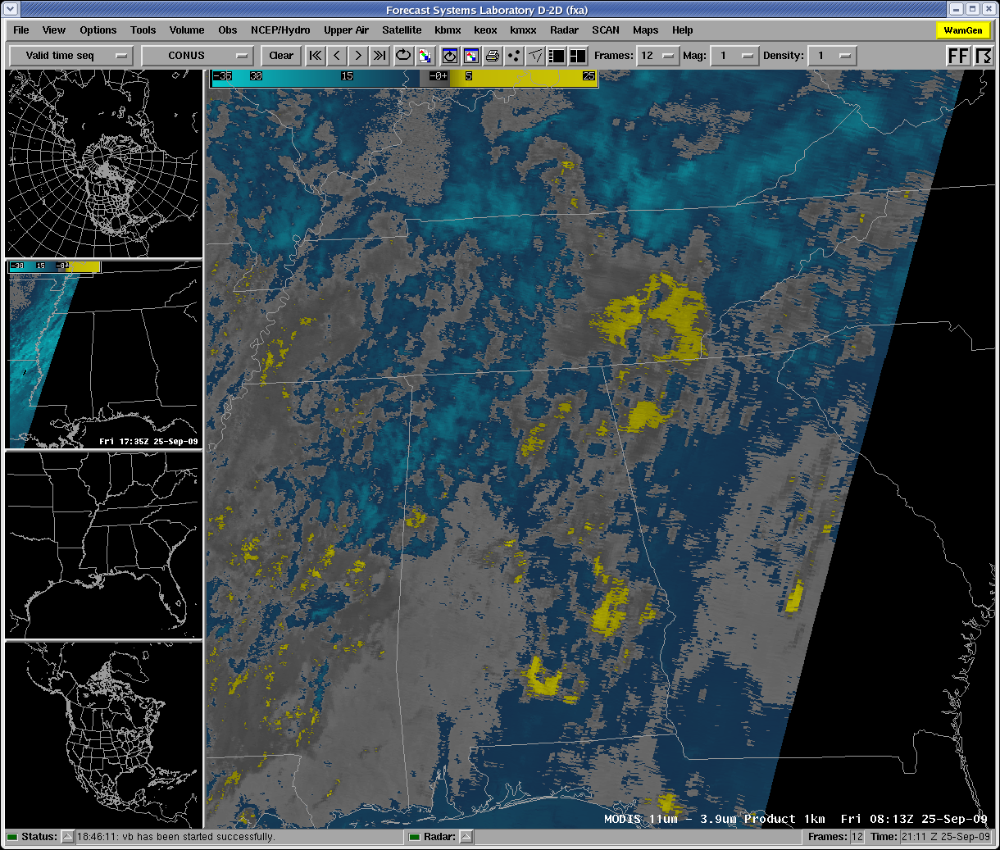 Forecast Systems Laboratory D-2D (fxa)
File View Options Tools Volume Obs NCEP/Hydro Upper Air Satellite kbmx keox kmxx Radar SCAN Maps Help WamGen
Valid time seq CONUS Clear Frames: 12 Mag: 1 Density: 1 FF R
-35 30 15 -0+ 5 25
-30 15 -0+
Fri 17:35Z 25-Sep-09
MODIS 11um - 3.9um Product 1km Fri 08:13Z 25-Sep-09
Status: 18:46:11: vb has been started successfully. Radar: Frames: 12 Time: 21:11 Z 25-Sep-09